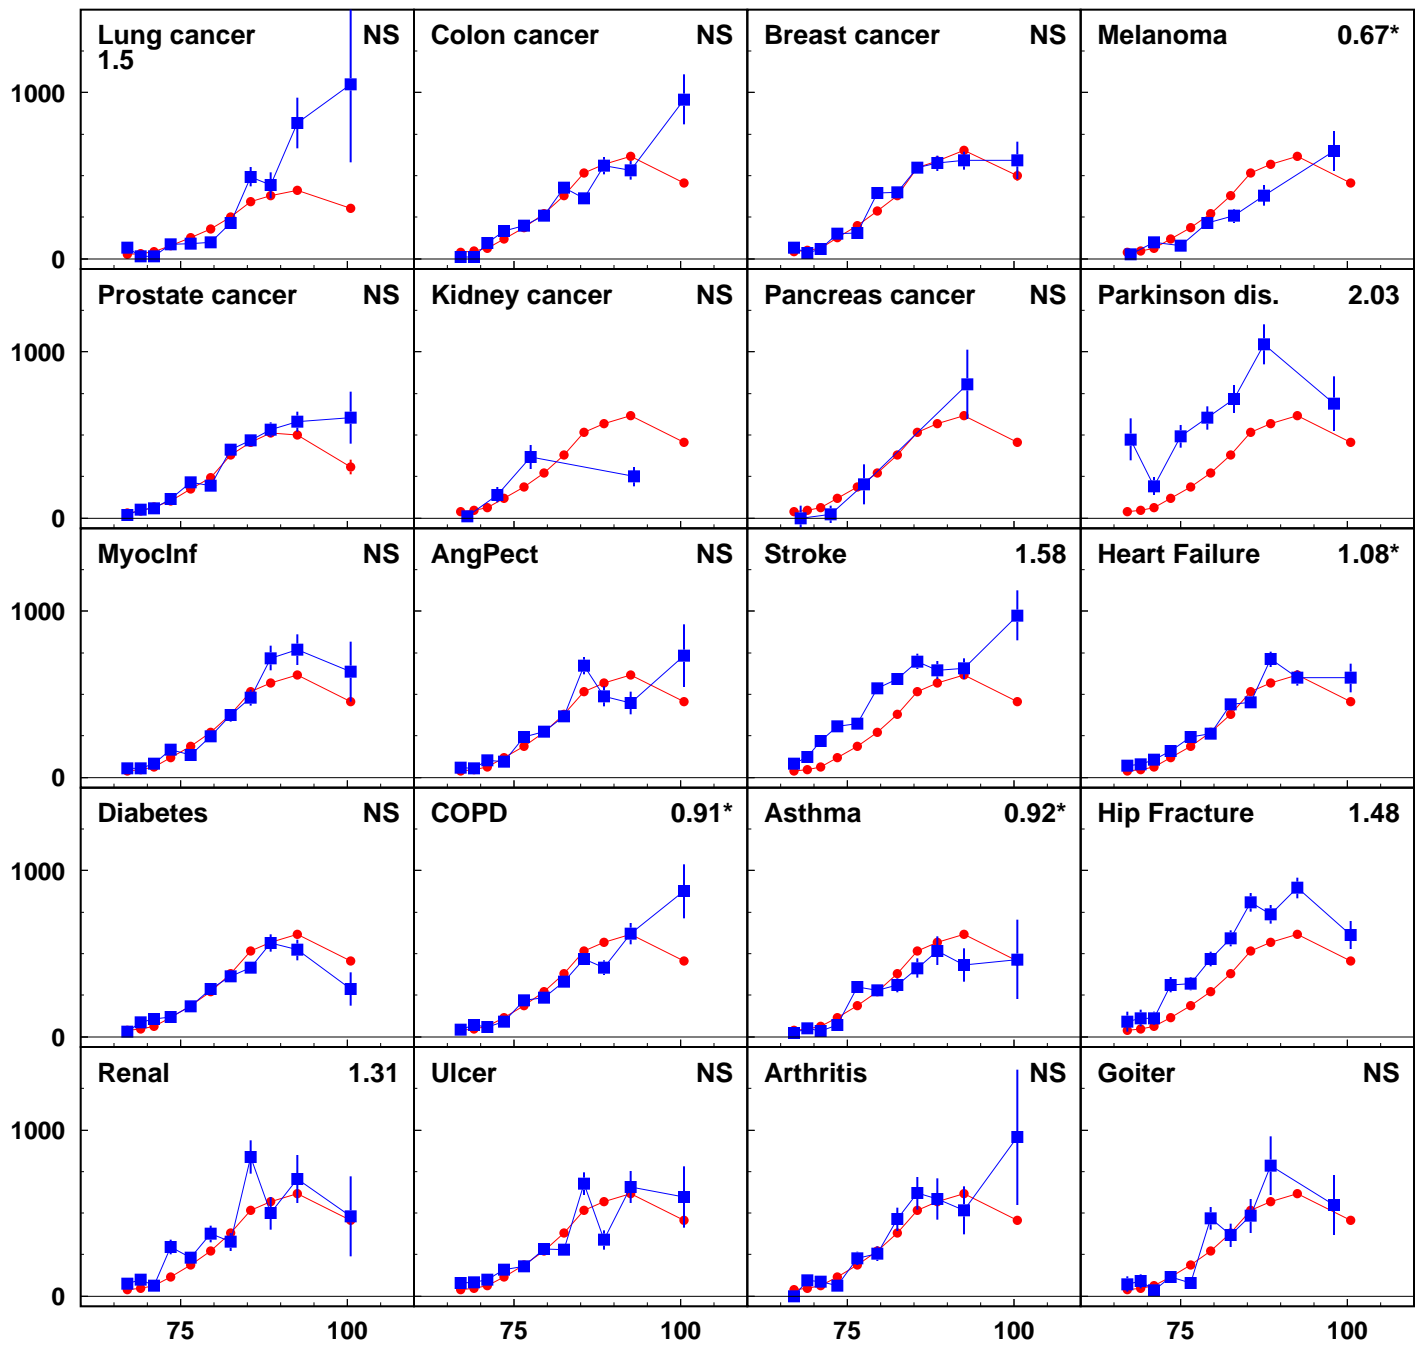 Lung cancer NS Colon cancer NS Breast cancer NS Melanoma 0.67*
1.5
1000
0
Prostate cancer NS Kidney cancer NS Pancreas cancer NS Parkinson dis. 2.03
1000
0
MyocInf NS AngPect NS Stroke 1.58 Heart Failure 1.08*
1000
0
Diabetes NS COPD 0.91* Asthma 0.92* Hip Fracture 1.48
1000
0
Renal 1.31 Ulcer NS Arthritis NS Goiter NS
1000
0
75 100 75 100 75 100 75 100